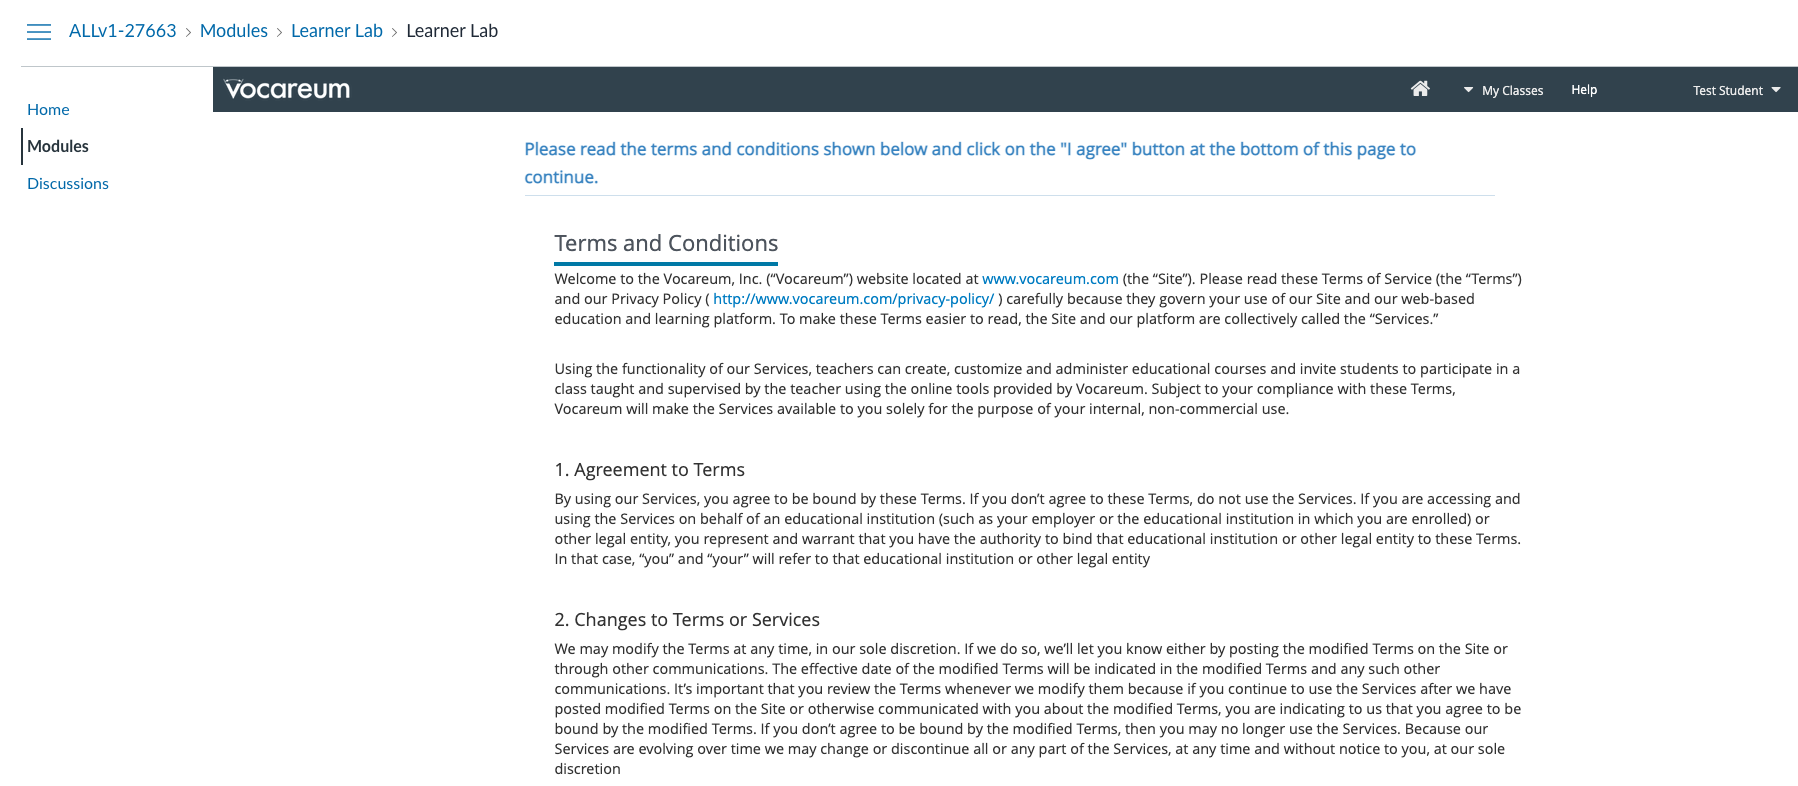 ALLv1-27663 › Modules › Learner Lab › Learner Lab
Vocareum
My Classes
Help
Test Student
Home
Modules
Discussions
Please read the terms and conditions shown below and click on the "I agree" button at the bottom of this page to
continue.
Terms and Conditions
Welcome to the Vocareum, Inc. (“Vocareum”) website located at www.vocareum.com (the “Site”). Please read these Terms of Service (the “Terms”)
and our Privacy Policy ( http://www.vocareum.com/privacy-policy/ ) carefully because they govern your use of our Site and our web-based
education and learning platform. To make these Terms easier to read, the Site and our platform are collectively called the “Services.”
Using the functionality of our Services, teachers can create, customize and administer educational courses and invite students to participate in a
class taught and supervised by the teacher using the online tools provided by Vocareum. Subject to your compliance with these Terms,
Vocareum will make the Services available to you solely for the purpose of your internal, non-commercial use.
1. Agreement to Terms
By using our Services, you agree to be bound by these Terms. If you don’t agree to these Terms, do not use the Services. If you are accessing and
using the Services on behalf of an educational institution (such as your employer or the educational institution in which you are enrolled) or
other legal entity, you represent and warrant that you have the authority to bind that educational institution or other legal entity to these Terms.
In that case, “you” and “your” will refer to that educational institution or other legal entity
2. Changes to Terms or Services
We may modify the Terms at any time, in our sole discretion. If we do so, we’ll let you know either by posting the modified Terms on the Site or
through other communications. The effective date of the modified Terms will be indicated in the modified Terms and any such other
communications. It’s important that you review the Terms whenever we modify them because if you continue to use the Services after we have
posted modified Terms on the Site or otherwise communicated with you about the modified Terms, you are indicating to us that you agree to be
bound by the modified Terms. If you don’t agree to be bound by the modified Terms, then you may no longer use the Services. Because our
Services are evolving over time we may change or discontinue all or any part of the Services, at any time and without notice to you, at our sole
discretion